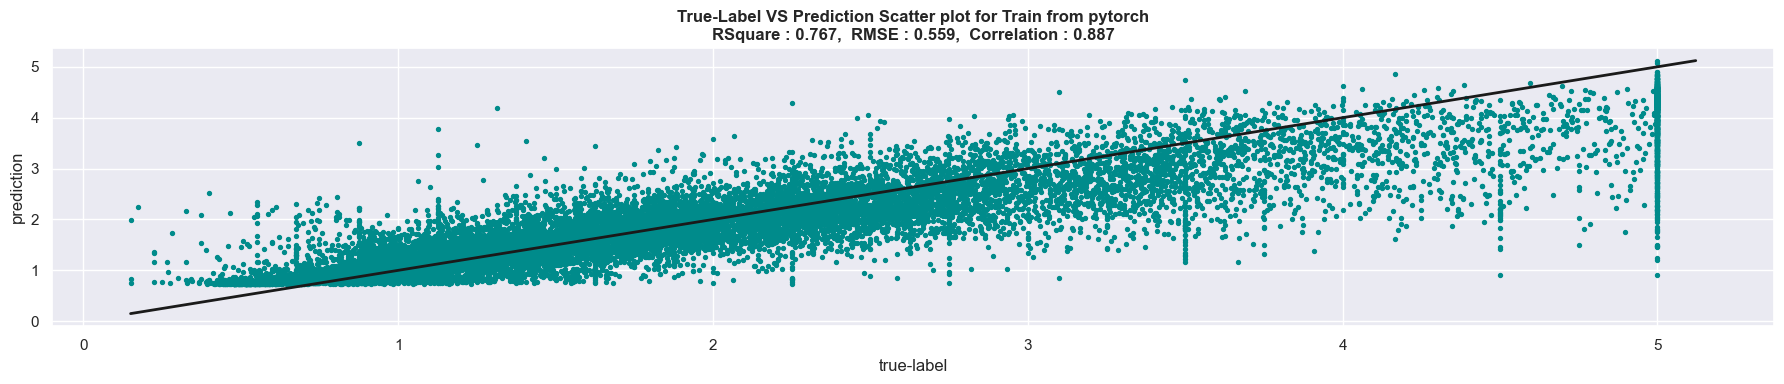 True-Label VS Prediction Scatter plot for Train from pytorch
RSquare : 0.767,  RMSE : 0.559,  Correlation : 0.887
5
4
3
2
1
0
prediction
0 1 2 3 4 5
true-label